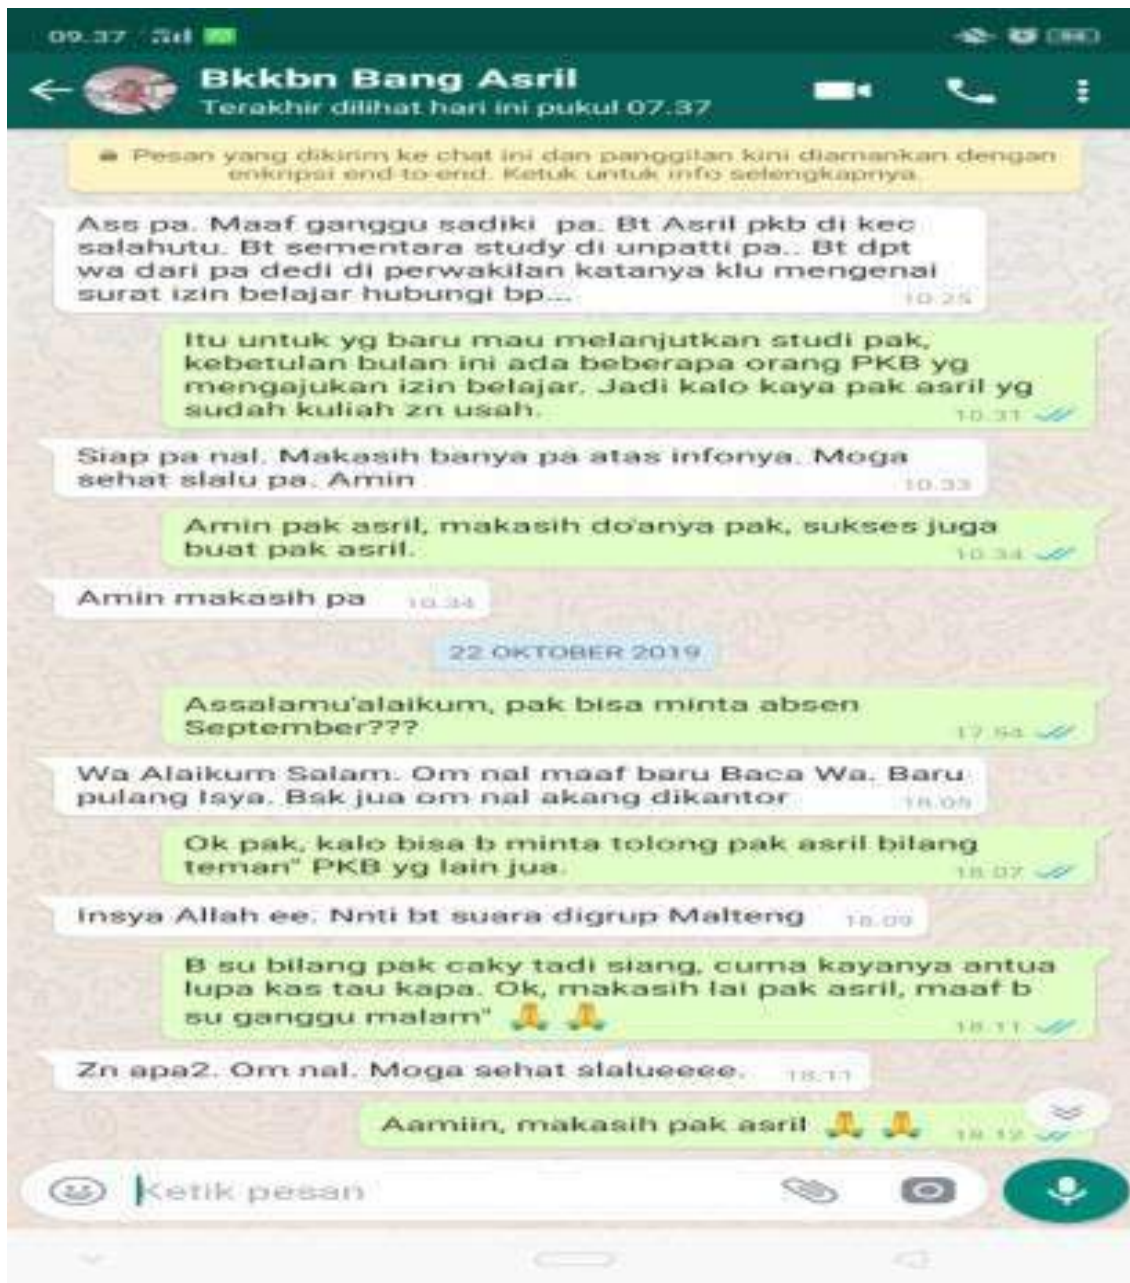 09.37
Bkkbn Bang Asril
Terakhir dilihat hari ini pukul 07.37
Pesan yang dikirim ke chat ini dan panggilan kini diamankan dengan
enkripsi end-to-end. Ketuk untuk info selengkapnya.
Ass pa. Maaf ganggu sadiki pa. Bt Asril pkb di kec
salahutu. Bt sementara study di unpatti pa.. Bt dpt
wa dari pa dedi di perwakilan katanya klu mengenai
surat izin belajar hubungi bp...
10.25
Itu untuk yg baru mau melanjutkan studi pak,
kebetulan bulan ini ada beberapa orang PKB yg
mengajukan izin belajar. Jadi kalo kaya pak asril yg
sudah kuliah zn usah.
10.31
Siap pa nal. Makasih banya pa atas infonya. Moga
sehat slalu pa. Amin
10.33
Amin pak asril, makasih do'anya pak, sukses juga
buat pak asril.
10.34
Amin makasih pa 10.34
22 OKTOBER 2019
Assalamu'alaikum, pak bisa minta absen
September???
17.54
Wa Alaikum Salam. Om nal maaf baru Baca Wa. Baru
pulang Isya. Bsk jua om nal akang dikantor
18.05
Ok pak, kalo bisa b minta tolong pak asril bilang
teman" PKB yg lain jua.
18.07
Insya Allah ee. Nnti bt suara digrup Malteng 18.09
B su bilang pak caky tadi siang, cuma kayanya antua
lupa kas tau kapa. Ok, makasih lai pak asril, maaf b
su ganggu malam" 🙏 🙏
18.11
Zn apa2. Om nal. Moga sehat slalueeee. 18.11
Aamiin, makasih pak asril 🙏 🙏 18.12
Ketik pesan